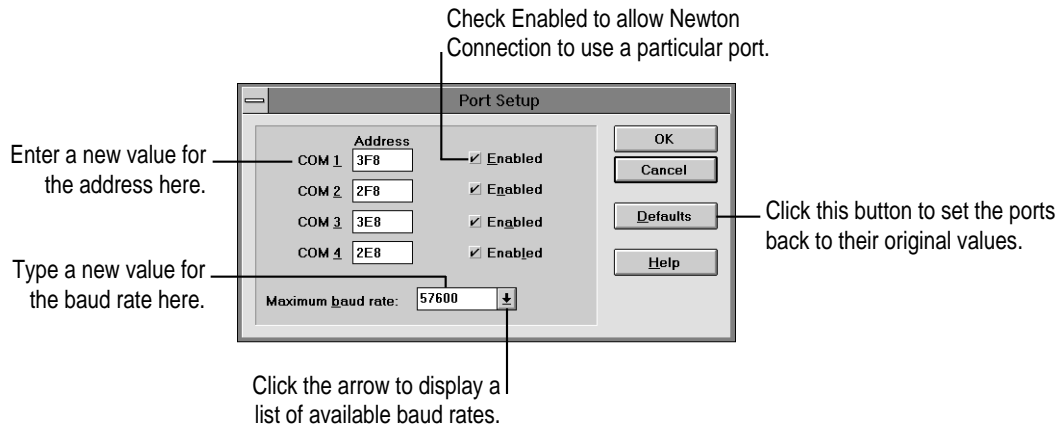 Check Enabled to allow Newton
Connection to use a particular port.
Port Setup
Enter a new value for
the address here.
Address
COM 1 3F8 Enabled
COM 2 2F8 Enabled
COM 3 3E8 Enabled
COM 4 2E8 Enabled
OK
Cancel
Defaults
Help
Click this button to set the ports
back to their original values.
Type a new value for
the baud rate here.
Maximum baud rate: 57600
Click the arrow to display a
list of available baud rates.